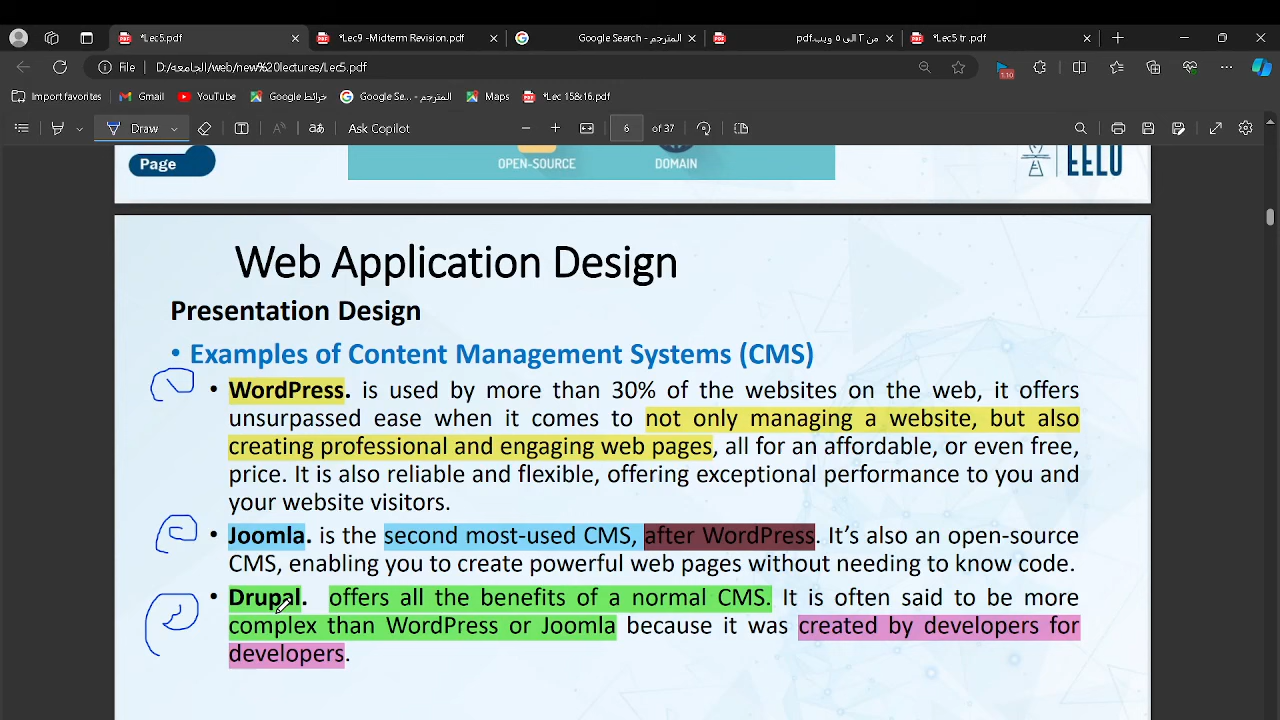 *Lec5.pdf
*Lec9 -Midterm Revision.pdf
المترجم - Google Search
من ٢ الى ٥ ويب.pdf
*Lec5 tr.pdf
File
D:/الجامعه/web/new%20lectures/Lec5.pdf
1.10
Import favorites
Gmail
YouTube
خرائط Google
المترجم - Google Se...
Maps
*Lec 15&16.pdf
Draw
Ask Copilot
6
of 37
Page
OPEN-SOURCE
DOMAIN
EELU
Web Application Design
Presentation Design
• Examples of Content Management Systems (CMS)
• WordPress. is used by more than 30% of the websites on the web, it offers
unsurpassed ease when it comes to not only managing a website, but also
creating professional and engaging web pages, all for an affordable, or even free,
price. It is also reliable and flexible, offering exceptional performance to you and
your website visitors.
• Joomla. is the second most-used CMS, after WordPress. It’s also an open-source
CMS, enabling you to create powerful web pages without needing to know code.
• Drupal. offers all the benefits of a normal CMS. It is often said to be more
complex than WordPress or Joomla because it was created by developers for
developers.